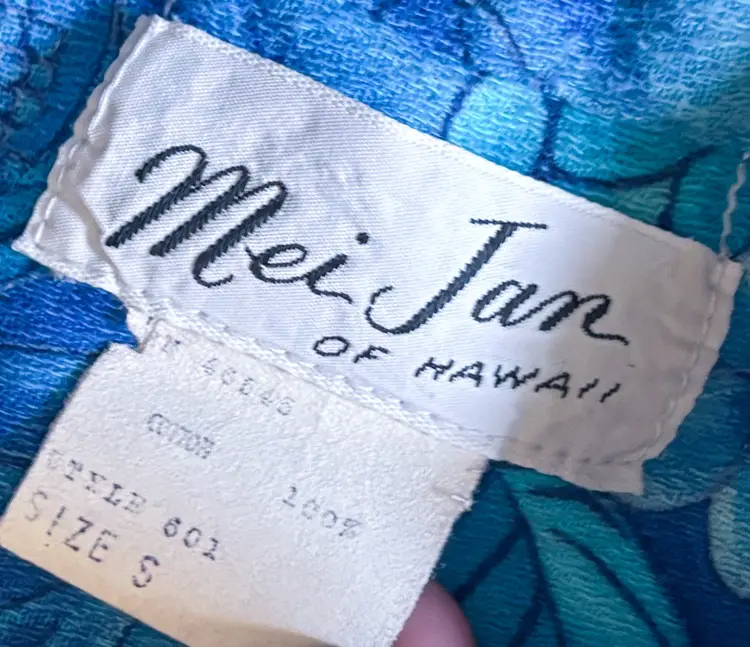 Mei Jan
OF HAWAII
COTTON 100%
STYLE 601
SIZE S